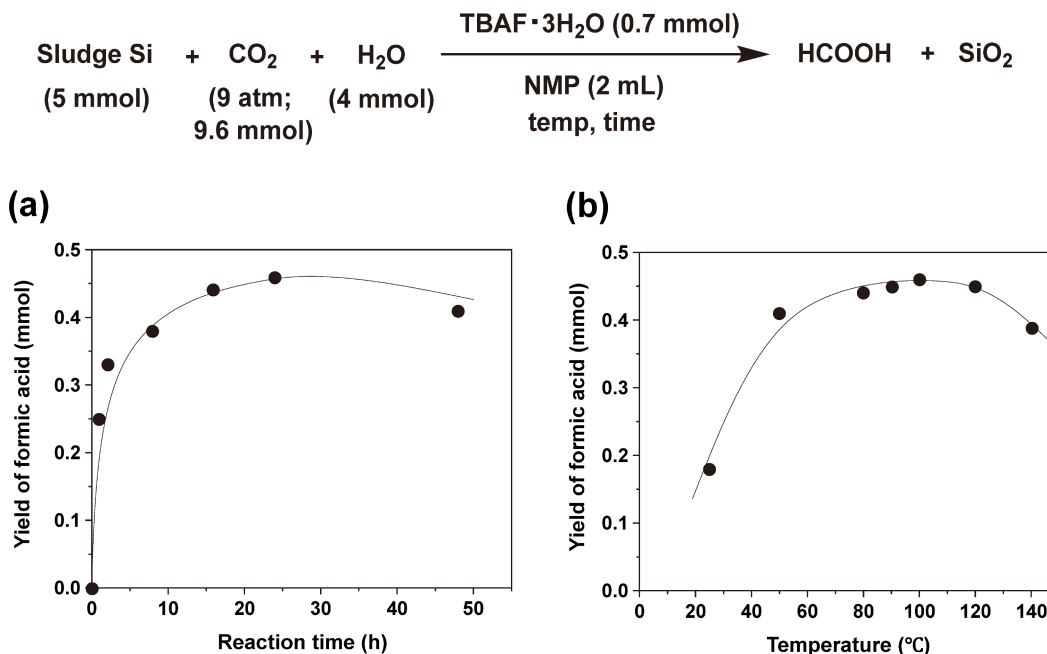 TBAF・3H₂O (0.7 mmol)
Sludge Si + CO₂ + H₂O HCOOH + SiO₂
(5 mmol) (9 atm; (4 mmol) NMP (2 mL)
9.6 mmol) temp, time
(a)
0.5
0.4
0.3
0.2
0.1
0.0
0 10 20 30 40 50
Yield of formic acid (mmol)
Reaction time (h)
(b)
0.5
0.4
0.3
0.2
0.1
0.0
0 20 40 60 80 100 120 140
Yield of formic acid (mmol)
Temperature (℃)